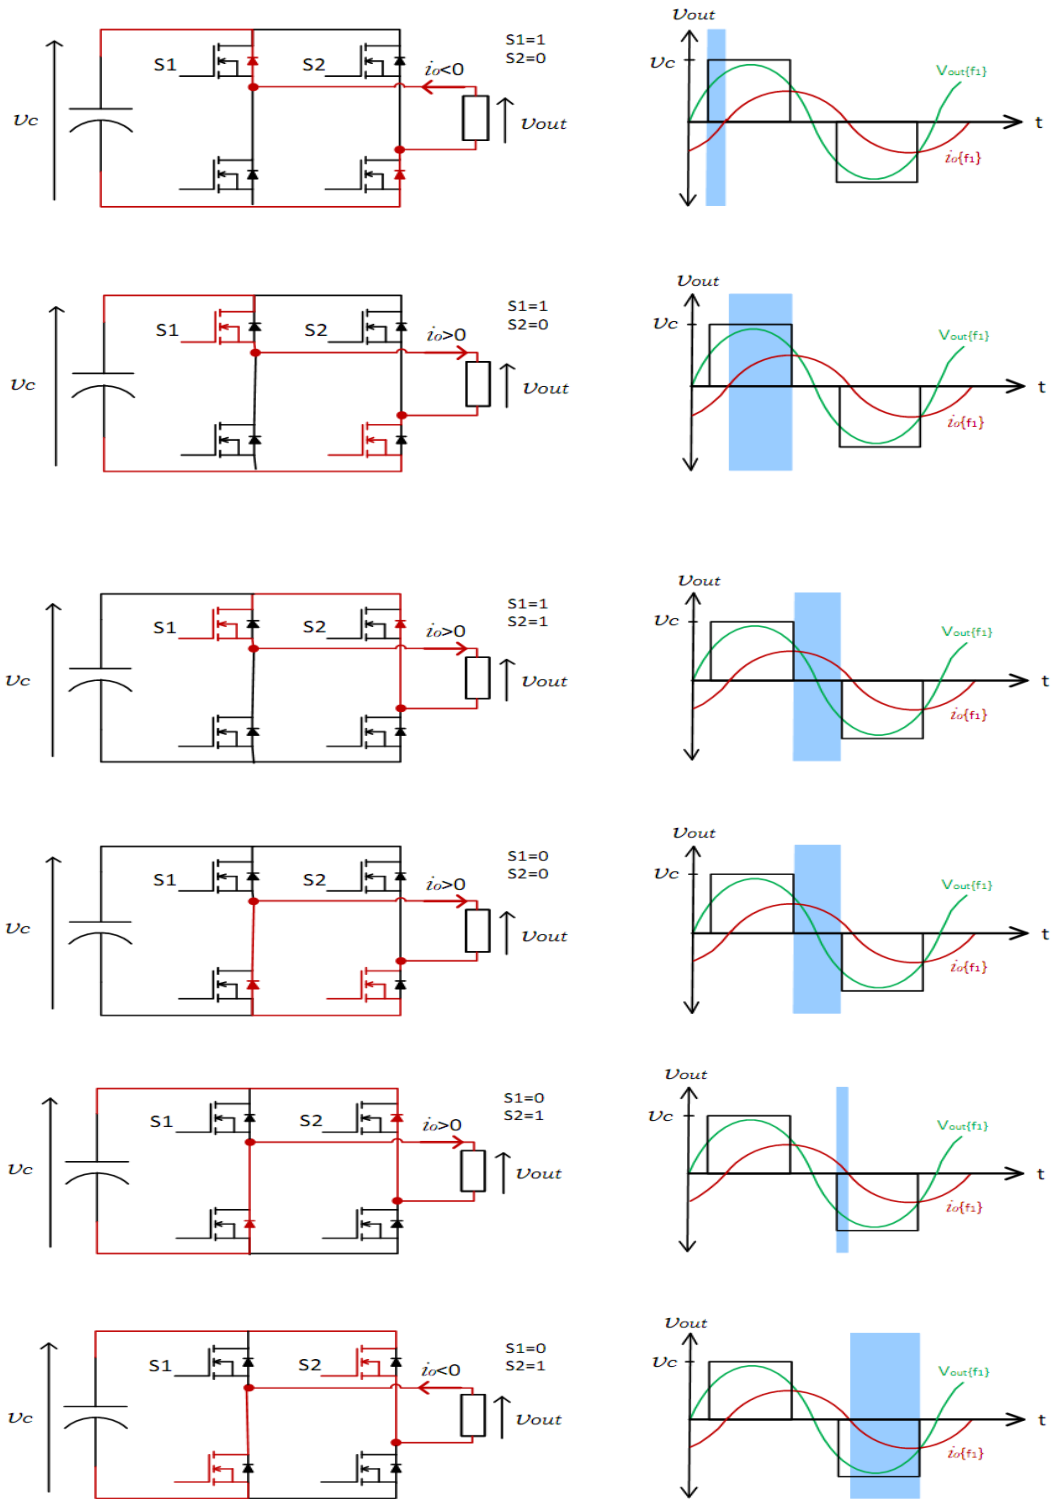 S1=1
S2=0
S1
S2
io<0
vc
vout
vout
vc
Vout{f1}
t
io{f1}
S1=1
S2=0
S1
S2
io>0
vc
vout
vout
vc
Vout{f1}
t
io{f1}
S1=1
S2=1
S1
S2
io>0
vc
vout
vout
vc
Vout{f1}
t
io{f1}
S1=0
S2=0
S1
S2
io>0
vc
vout
vout
vc
Vout{f1}
t
io{f1}
S1=0
S2=1
S1
S2
io>0
vc
vout
vout
vc
Vout{f1}
t
io{f1}
S1=0
S2=1
S1
S2
io<0
vc
vout
vout
vc
Vout{f1}
t
io{f1}